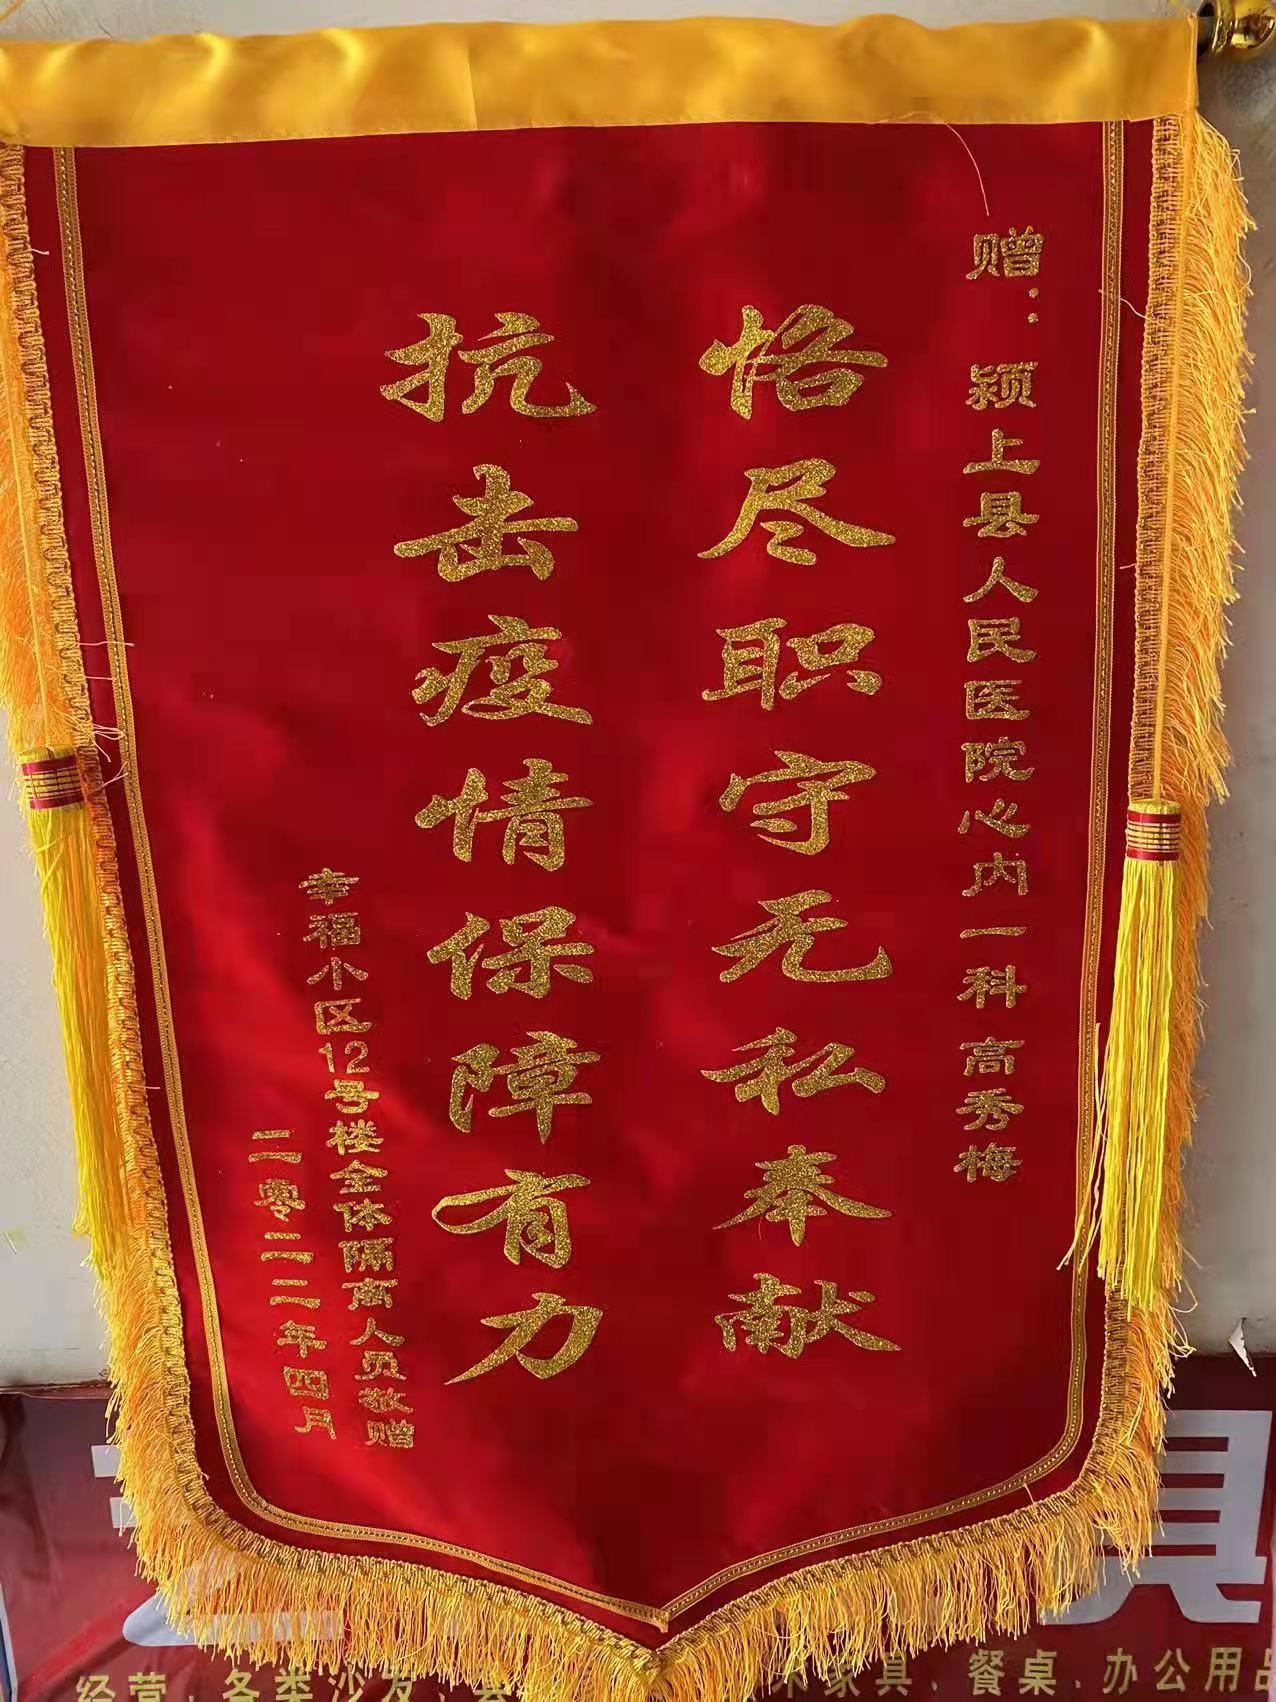 赠：颍上县人民医院心内一科高秀梅
恪尽职守无私奉献
抗击疫情保障有力
幸福小区12号楼全体隔离人员敬赠
二零二二年四月
具
经营.各类沙发.
木家具.餐桌.办公用品